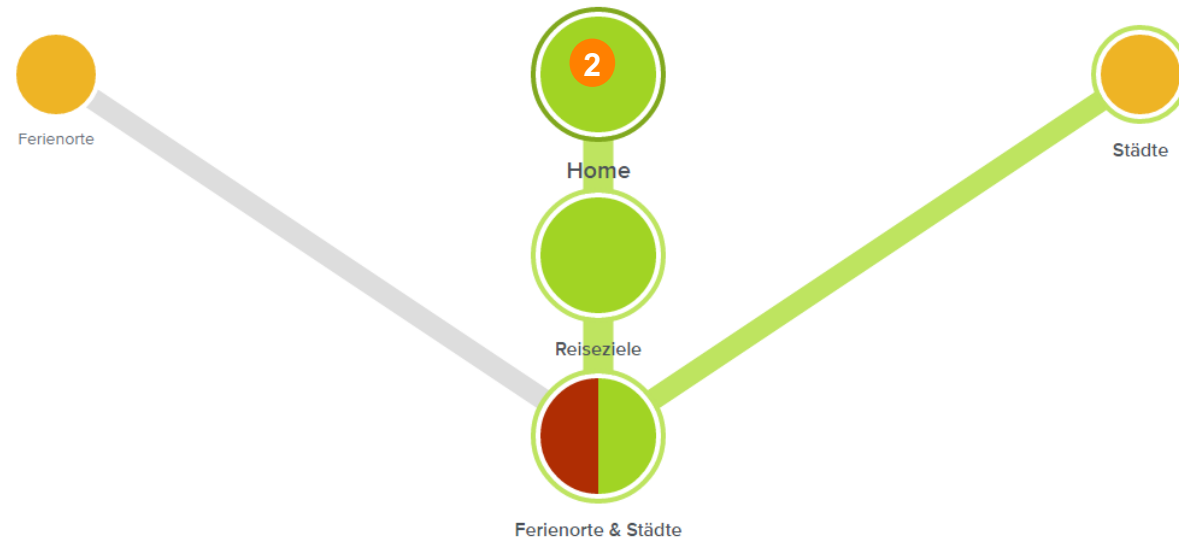 2
Ferienorte
Home
Städte
Reiseziele
Ferienorte & Städte